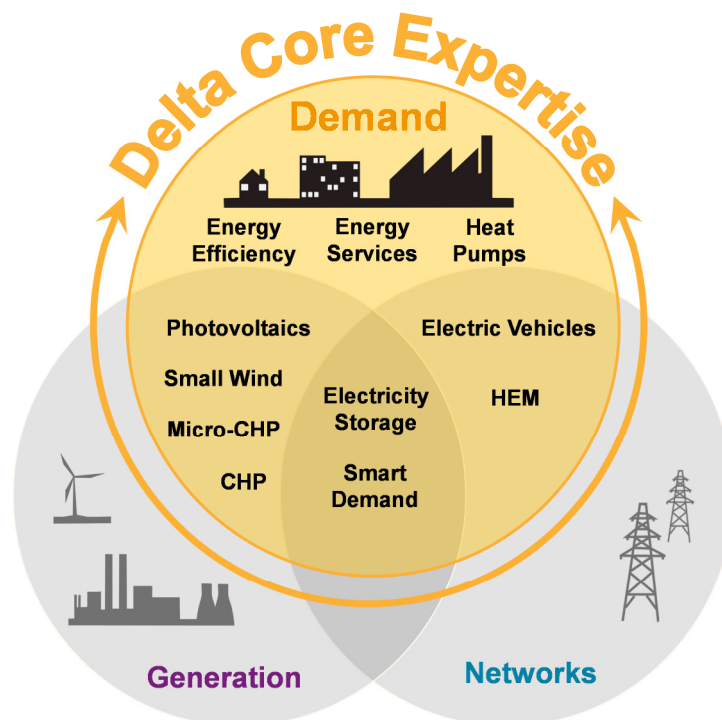 Delta Core Expertise
Demand
Energy
Efficiency
Energy
Services
Heat
Pumps
Photovoltaics
Electric Vehicles
Small Wind
Electricity
Storage
HEM
Micro-CHP
CHP
Smart
Demand
Generation
Networks